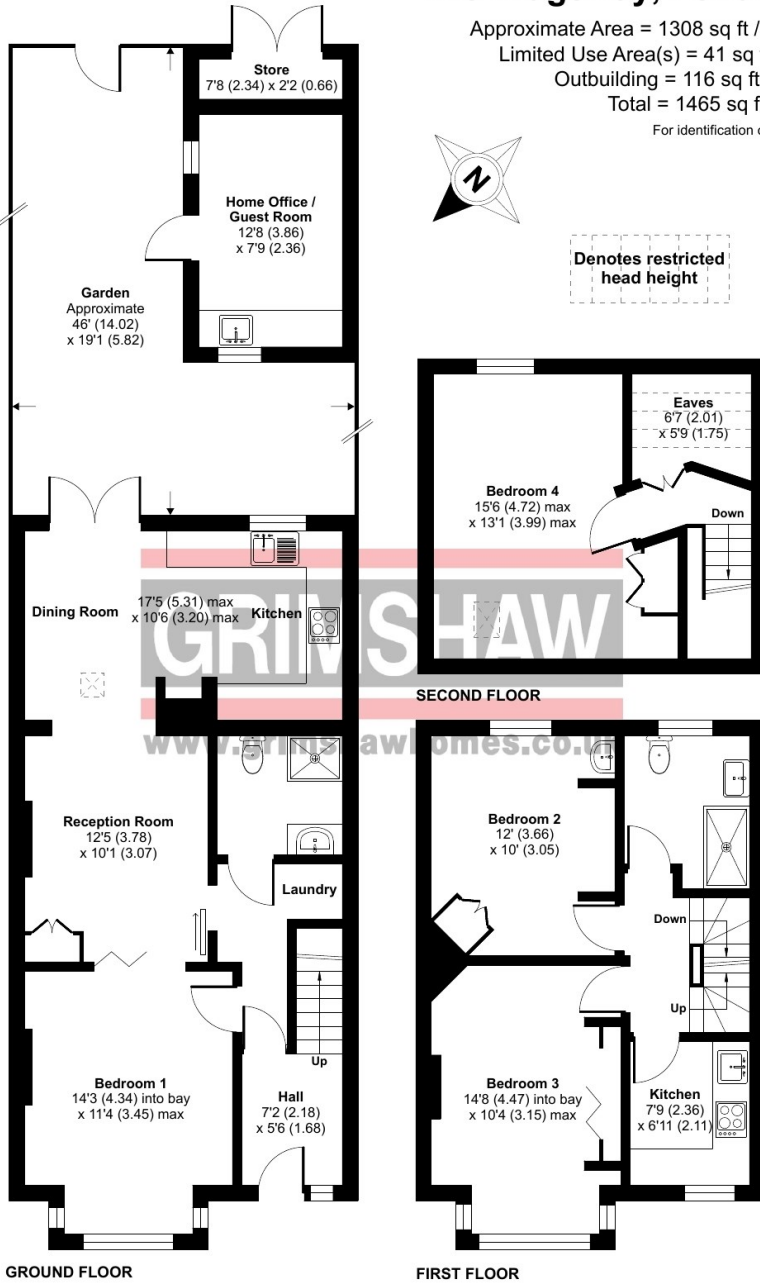 Approximate Area = 1308 sq ft /
Limited Use Area(s) = 41 sq
Outbuilding = 116 sq ft
Total = 1465 sq f
For identification
Store
7'8 (2.34) x 2'2 (0.66)
Home Office /
Guest Room
12'8 (3.86)
x 7'9 (2.36)
N
Denotes restricted
head height
Garden
Approximate
46' (14.02)
x 19'1 (5.82)
Eaves
6'7 (2.01)
x 5'9 (1.75)
Bedroom 4
15'6 (4.72) max
x 13'1 (3.99) max
Down
Dining Room
17'5 (5.31) max
x 10'6 (3.20) max
Kitchen
GRIMSHAW
www.grimshawhomes.co.u
SECOND FLOOR
Reception Room
12'5 (3.78)
x 10'1 (3.07)
Laundry
Bedroom 2
12' (3.66)
x 10' (3.05)
Down
Up
Up
Bedroom 1
14'3 (4.34) into bay
x 11'4 (3.45) max
Hall
7'2 (2.18)
x 5'6 (1.68)
Bedroom 3
14'8 (4.47) into bay
x 10'4 (3.15) max
Kitchen
7'9 (2.36)
x 6'11 (2.11)
GROUND FLOOR
FIRST FLOOR